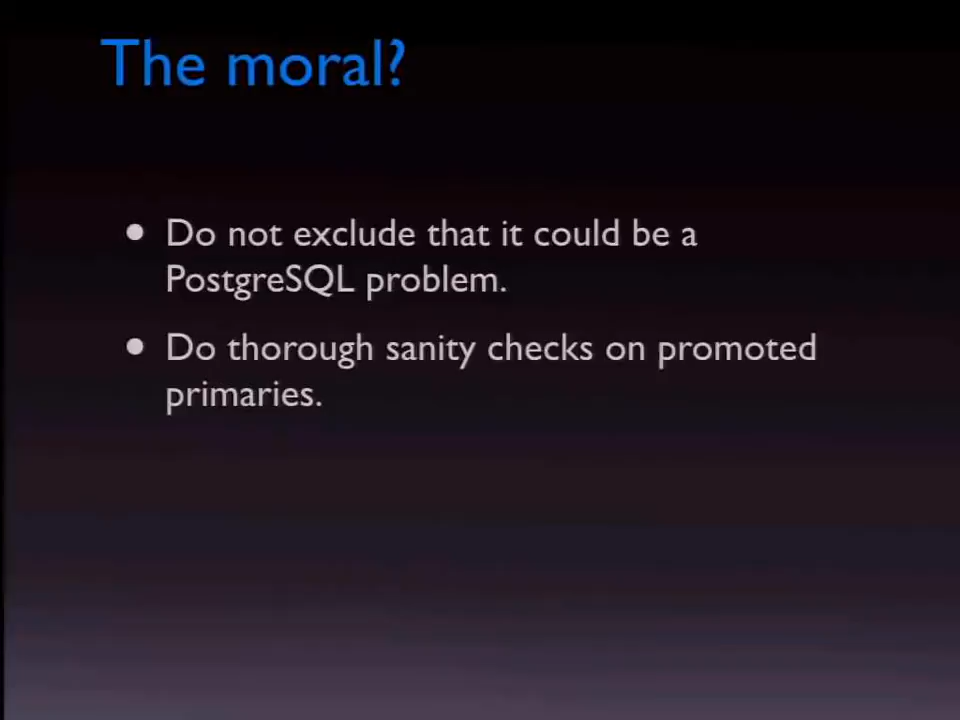 The moral?
• Do not exclude that it could be a
PostgreSQL problem.
• Do thorough sanity checks on promoted
primaries.